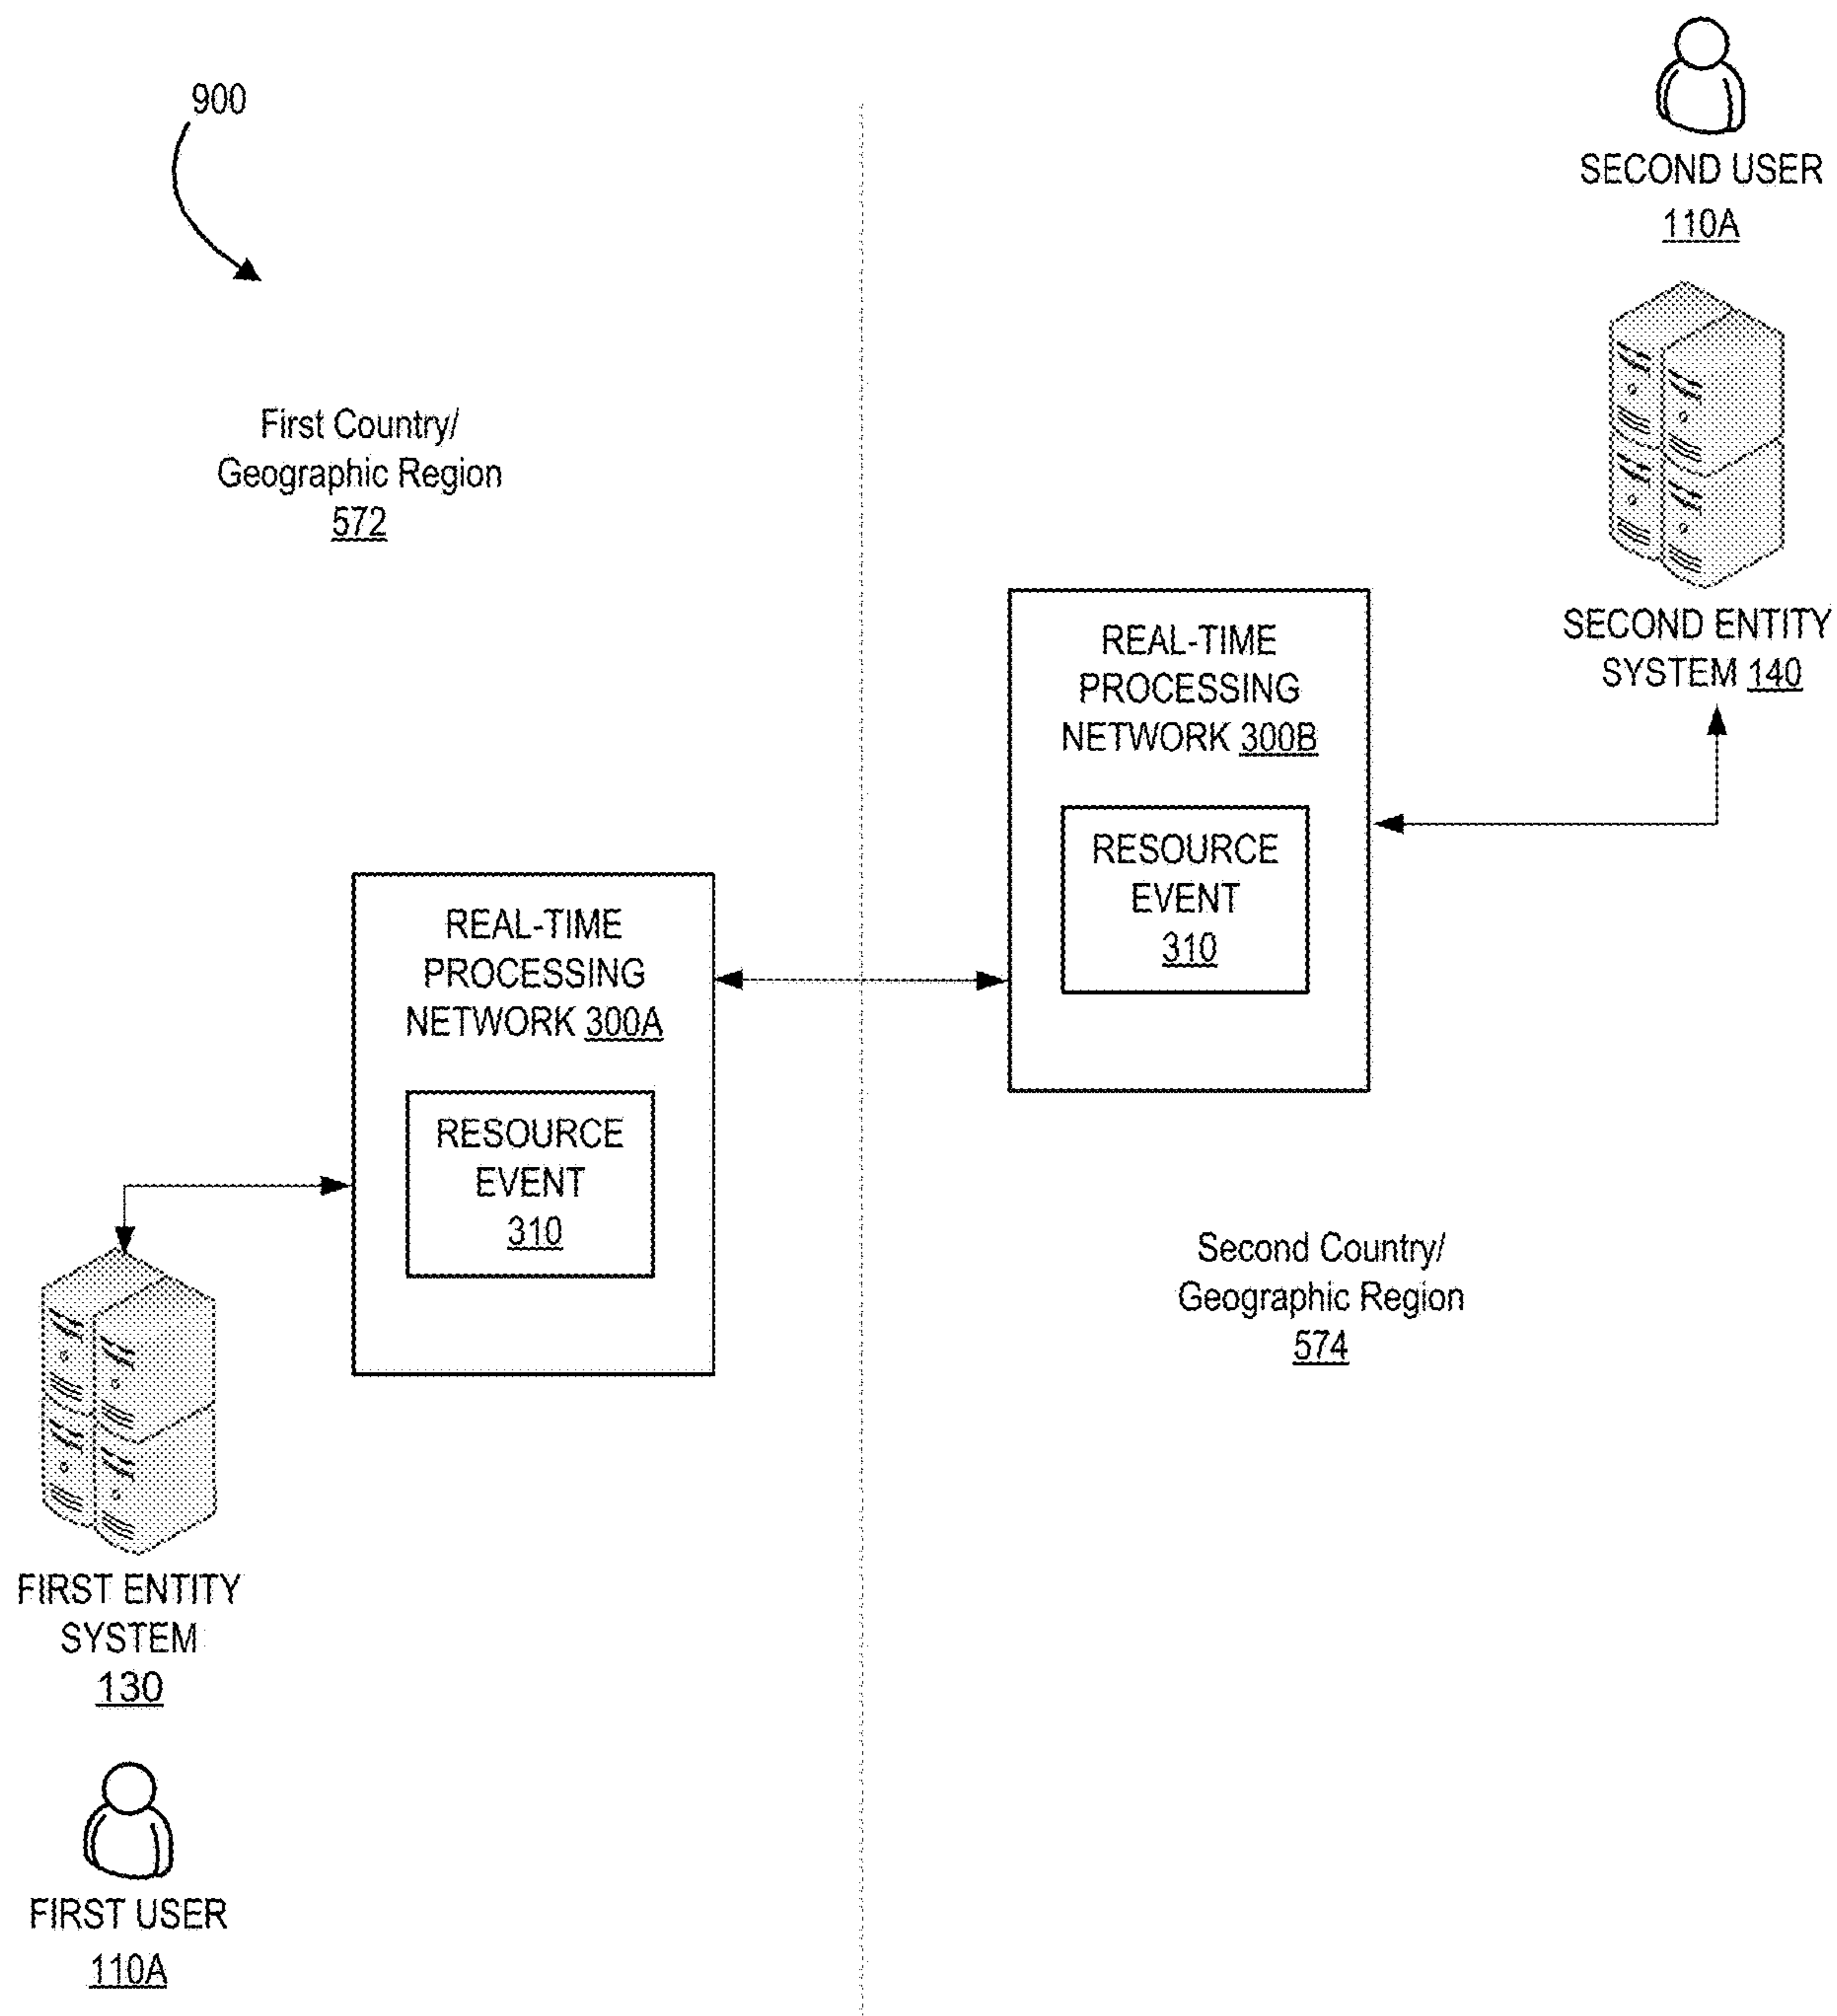 900
SECOND USER
110A
First Country/
Geographic Region
572
SECOND ENTITY
SYSTEM 140
REAL-TIME
PROCESSING
NETWORK 300B
RESOURCE
EVENT
310
REAL-TIME
PROCESSING
NETWORK 300A
RESOURCE
EVENT
310
Second Country/
Geographic Region
574
FIRST ENTITY
SYSTEM
130
FIRST USER
110A